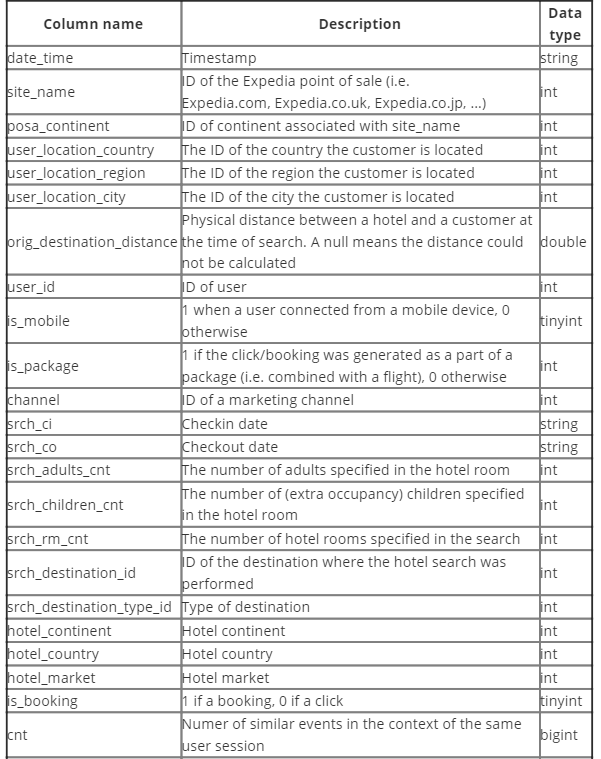 Column name Description Data type
date_time Timestamp string
site_name ID of the Expedia point of sale (i.e.
Expedia.com, Expedia.co.uk, Expedia.co.jp, ...) int
posa_continent ID of continent associated with site_name int
user_location_country The ID of the country the customer is located int
user_location_region The ID of the region the customer is located int
user_location_city The ID of the city the customer is located int
orig_destination_distance Physical distance between a hotel and a customer at
the time of search. A null means the distance could
not be calculated double
user_id ID of user int
is_mobile 1 when a user connected from a mobile device, 0
otherwise tinyint
is_package 1 if the click/booking was generated as a part of a
package (i.e. combined with a flight), 0 otherwise int
channel ID of a marketing channel int
srch_ci Checkin date string
srch_co Checkout date string
srch_adults_cnt The number of adults specified in the hotel room int
srch_children_cnt The number of (extra occupancy) children specified
in the hotel room int
srch_rm_cnt The number of hotel rooms specified in the search int
srch_destination_id ID of the destination where the hotel search was
performed int
srch_destination_type_id Type of destination int
hotel_continent Hotel continent int
hotel_country Hotel country int
hotel_market Hotel market int
is_booking 1 if a booking, 0 if a click tinyint
cnt Numer of similar events in the context of the same
user session bigint